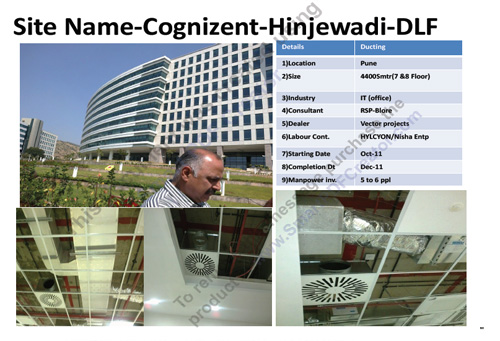 Site Name-Cognizent-Hinjewadi-DLF
Details Ducting
1)Location Pune
2)Size 4400Smtr(7 &8 Floor)
3)Industry IT (office)
4)Consultant RSP-Blore
5)Dealer Vector projects
6)Labour Cont. HYLCYON/Nisha Entp
7)Starting Date Oct-11
8)Completion Dt Dec-11
9)Manpower inv. 5 to 6 ppl